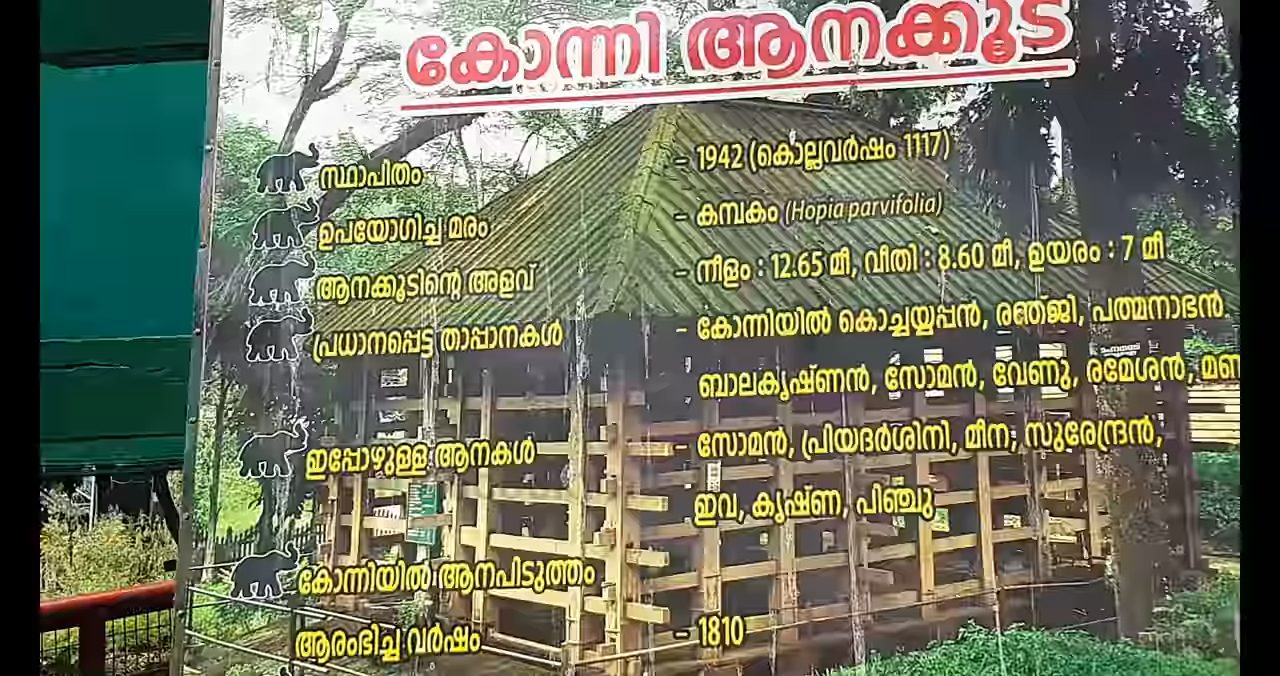 കോന്നി ആനക്കൂട്
സ്ഥാപിതം – 1942 (കൊല്ലവർഷം 1117)
ഉപയോഗിച്ച മരം – കമ്പകം (Hopia parvifolia)
ആനക്കൂടിന്റെ അളവ് – നീളം : 12.65 മീ, വീതി : 8.60 മീ, ഉയരം : 7 മീ
പ്രധാനപ്പെട്ട താപ്പാനകൾ – കോന്നിയിൽ കൊച്ചയ്യപ്പൻ, രഞ്ജി, പത്മനാഭൻ
ബാലകൃഷ്ണൻ, സോമൻ, വേണു, രമേശൻ,
ഇപ്പോഴുള്ള ആനകൾ – സോമൻ, പ്രിയദർശിനി, മീന, സുരേന്ദ്രൻ,
ഇവ, കൃഷ്ണ, പിഞ്ചു
കോന്നിയിൽ ആനപിടുത്തം
ആരംഭിച്ച വർഷം – 1810